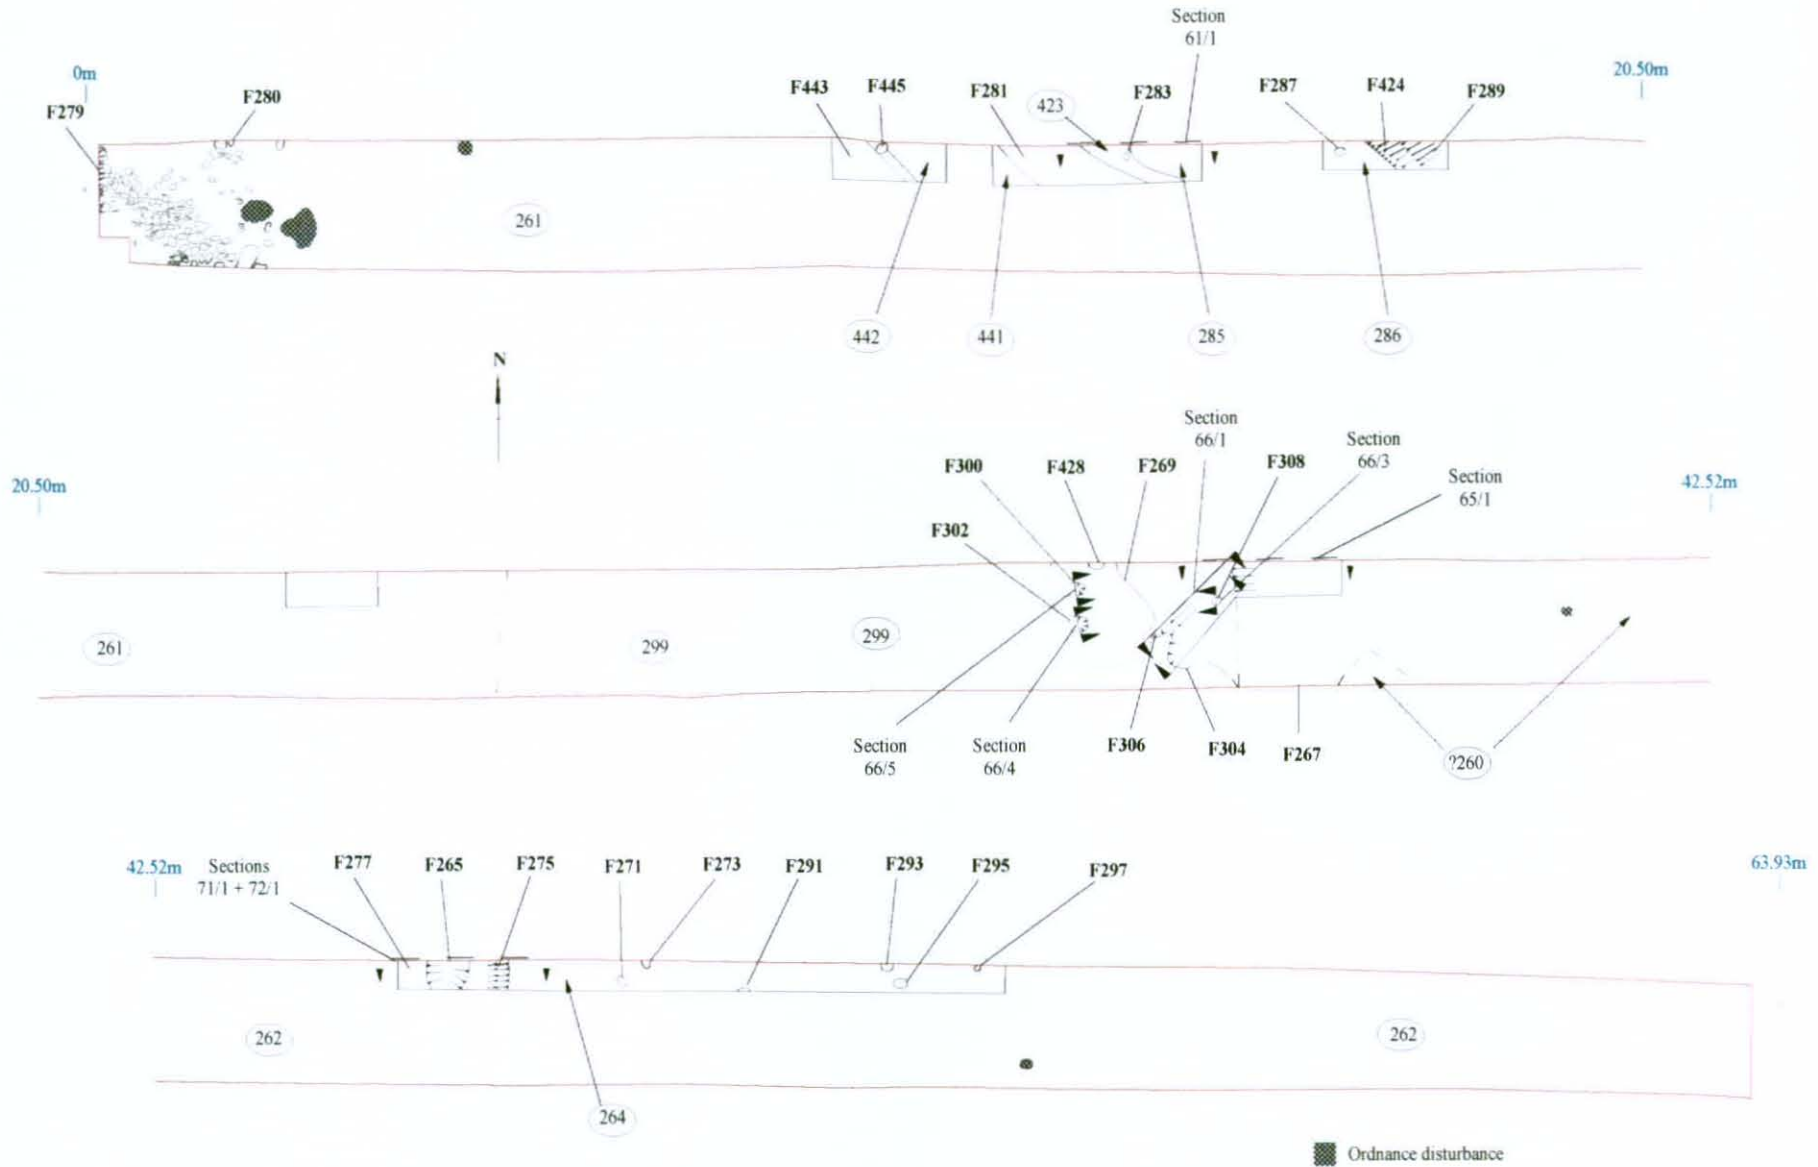 Section
61/1
0m
20.50m
F279
F280
F443
F445
F281
423
F283
F287
F424
F289
261
442
441
285
286
N
Section
66/1
Section
66/3
F300
F428
F269
F308
Section
65/1
20.50m
42.52m
F302
261
299
299
Section
66/5
Section
66/4
F306
F304
F267
?260
42.52m
Sections
71/1 + 72/1
F277
F265
F275
F271
F273
F291
F293
F295
F297
63.93m
262
262
264
Ordnance disturbance